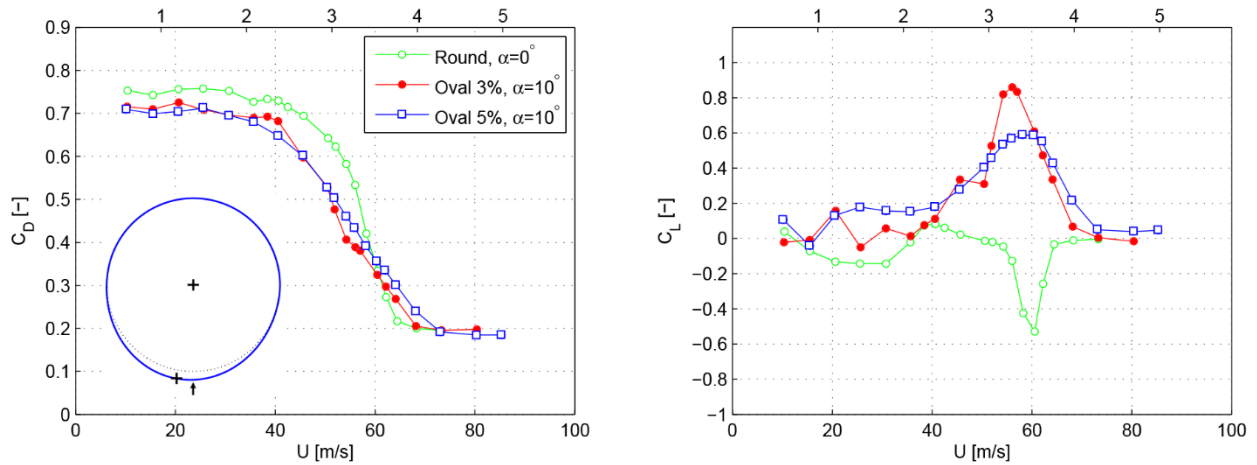 1 2 3 4 5
0.9
0.8
0.7
0.6
0.5
0.4
0.3
0.2
0.1
0
C_D [−]
Round, α=0°
Oval 3%, α=10°
Oval 5%, α=10°
0 20 40 60 80 100
U [m/s]
1 2 3 4 5
1
0.8
0.6
0.4
0.2
0
−0.2
−0.4
−0.6
−0.8
−1
C_L [−]
0 20 40 60 80 100
U [m/s]